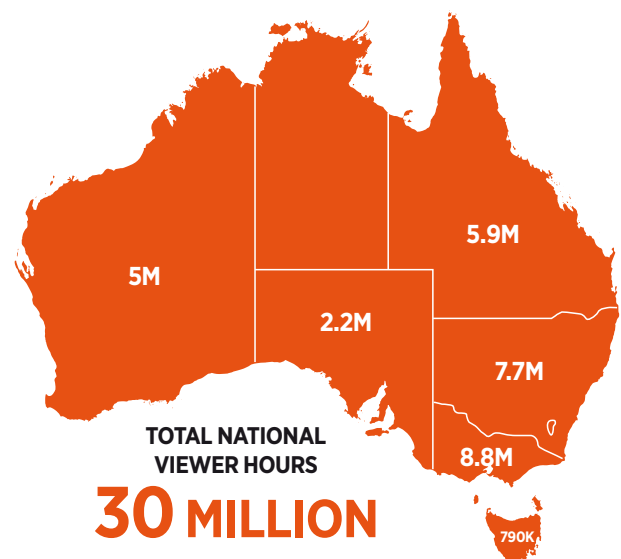 5.9M
5M
2.2M
7.7M
TOTAL NATIONAL
VIEWER HOURS
8.8M
30 MILLION
790K